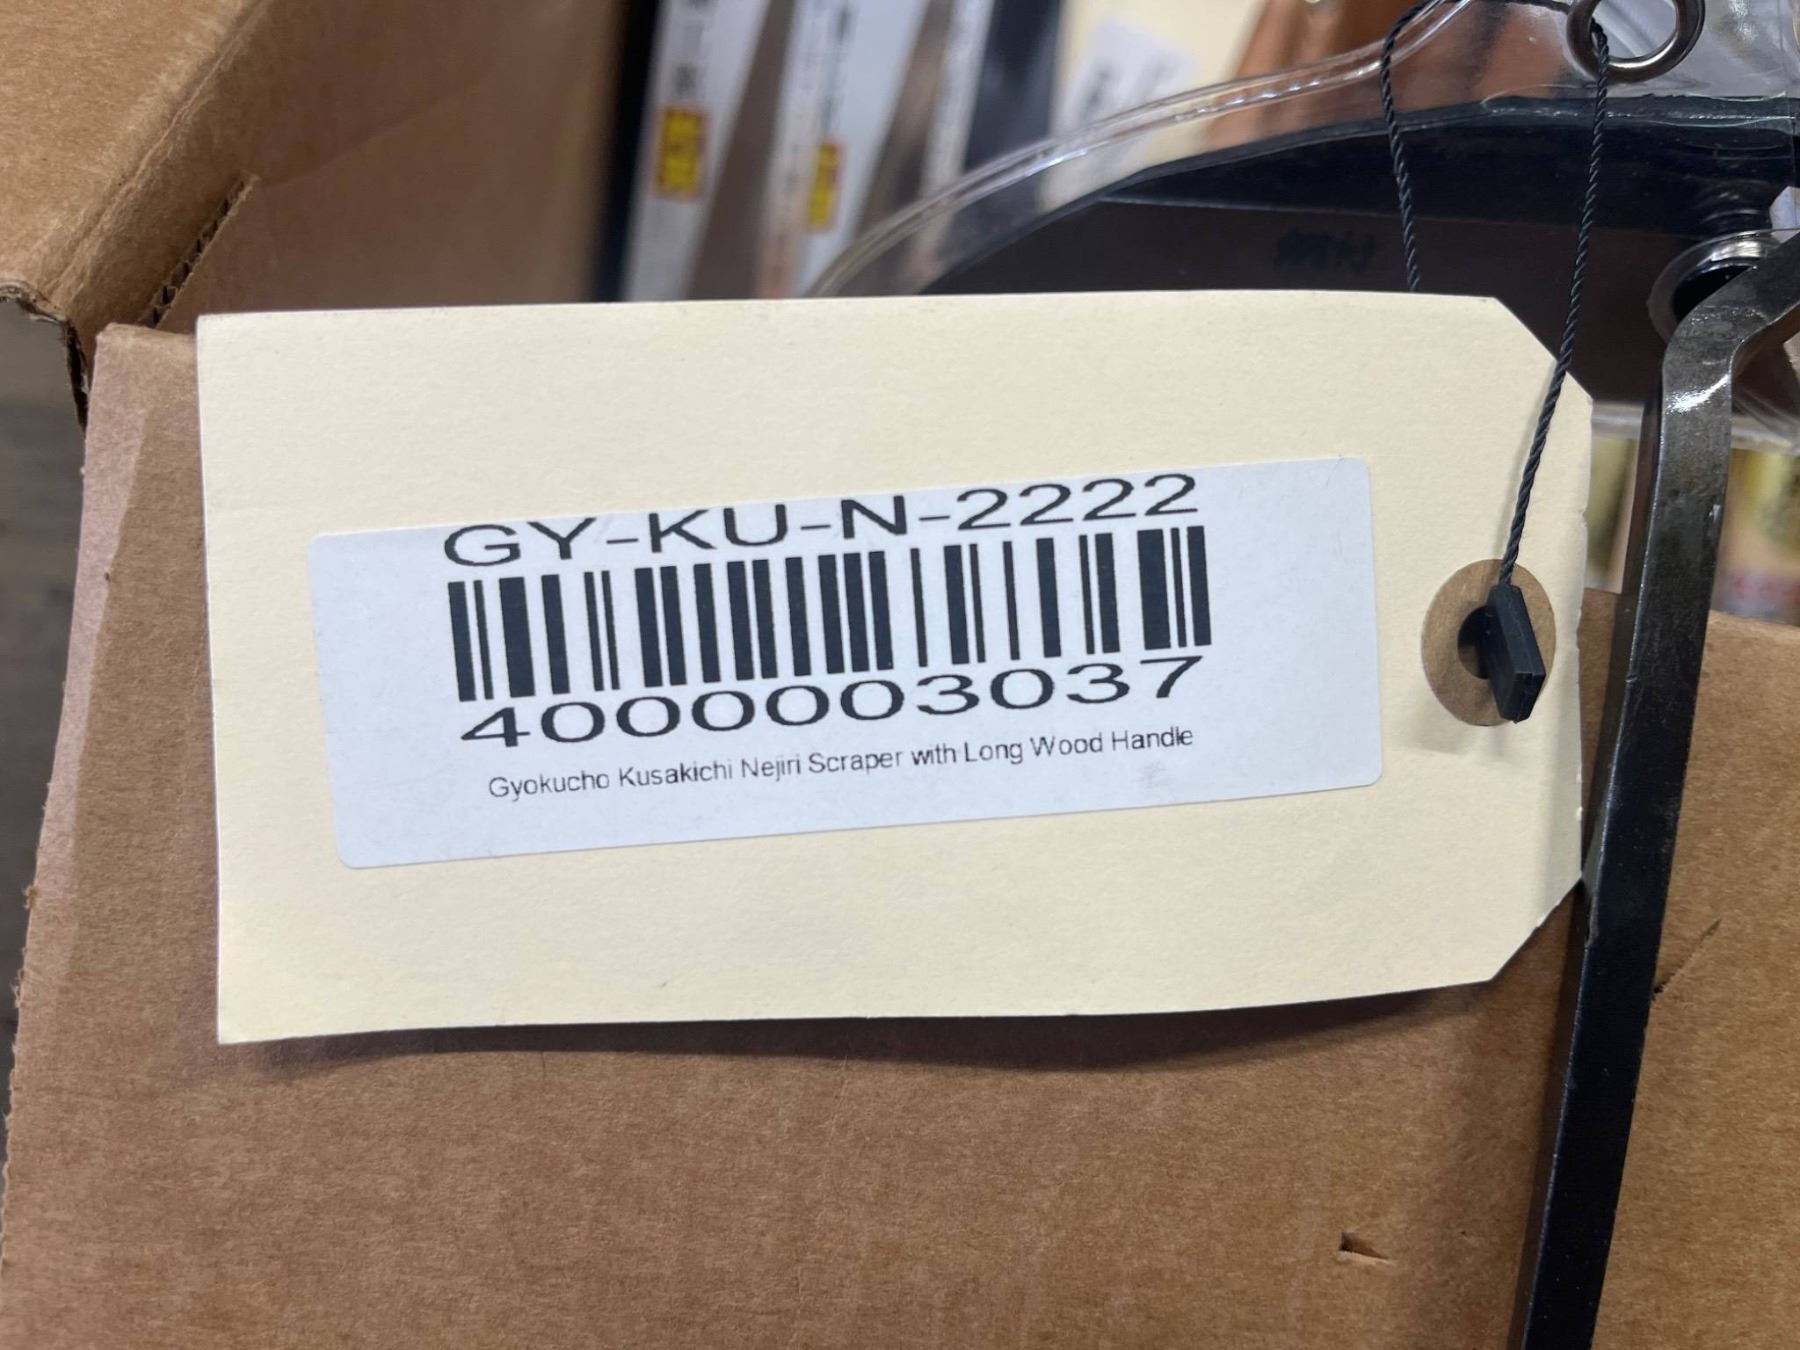 GY-KU-N-2222
4000003037
Gyokucho Kusakichi Nejiri Scraper with Long Wood Handle